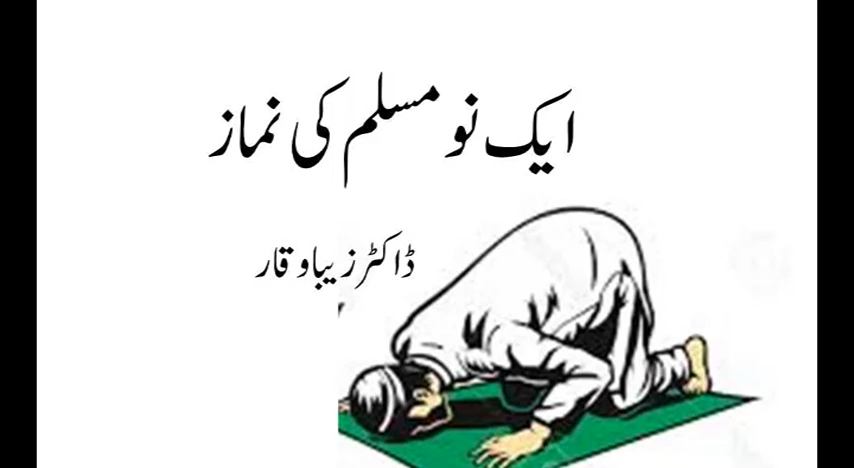 ایک نو مسلم کی نماز
ڈاکٹر زیبا وقار